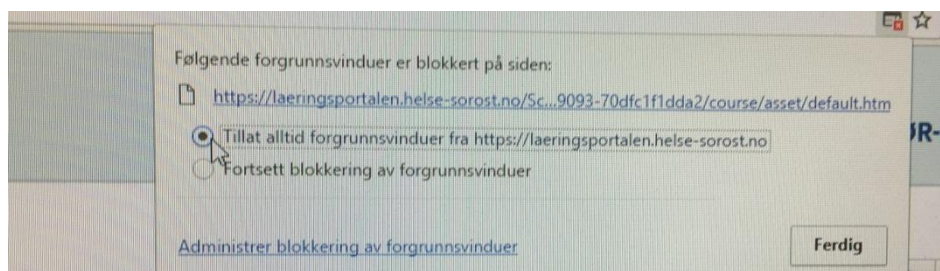 Følgende forgrunnsvinduer er blokkert på siden:
https://laeringsportalen.helse-sorost.no/Sc...9093-70dfc1f1dda2/course/asset/default.htm
Tillat alltid forgrunnsvinduer fra https://laeringsportalen.helse-sorost.no
ØR-
Fortsett blokkering av forgrunnsvinduer
Administrer blokkering av forgrunnsvinduer
Ferdig